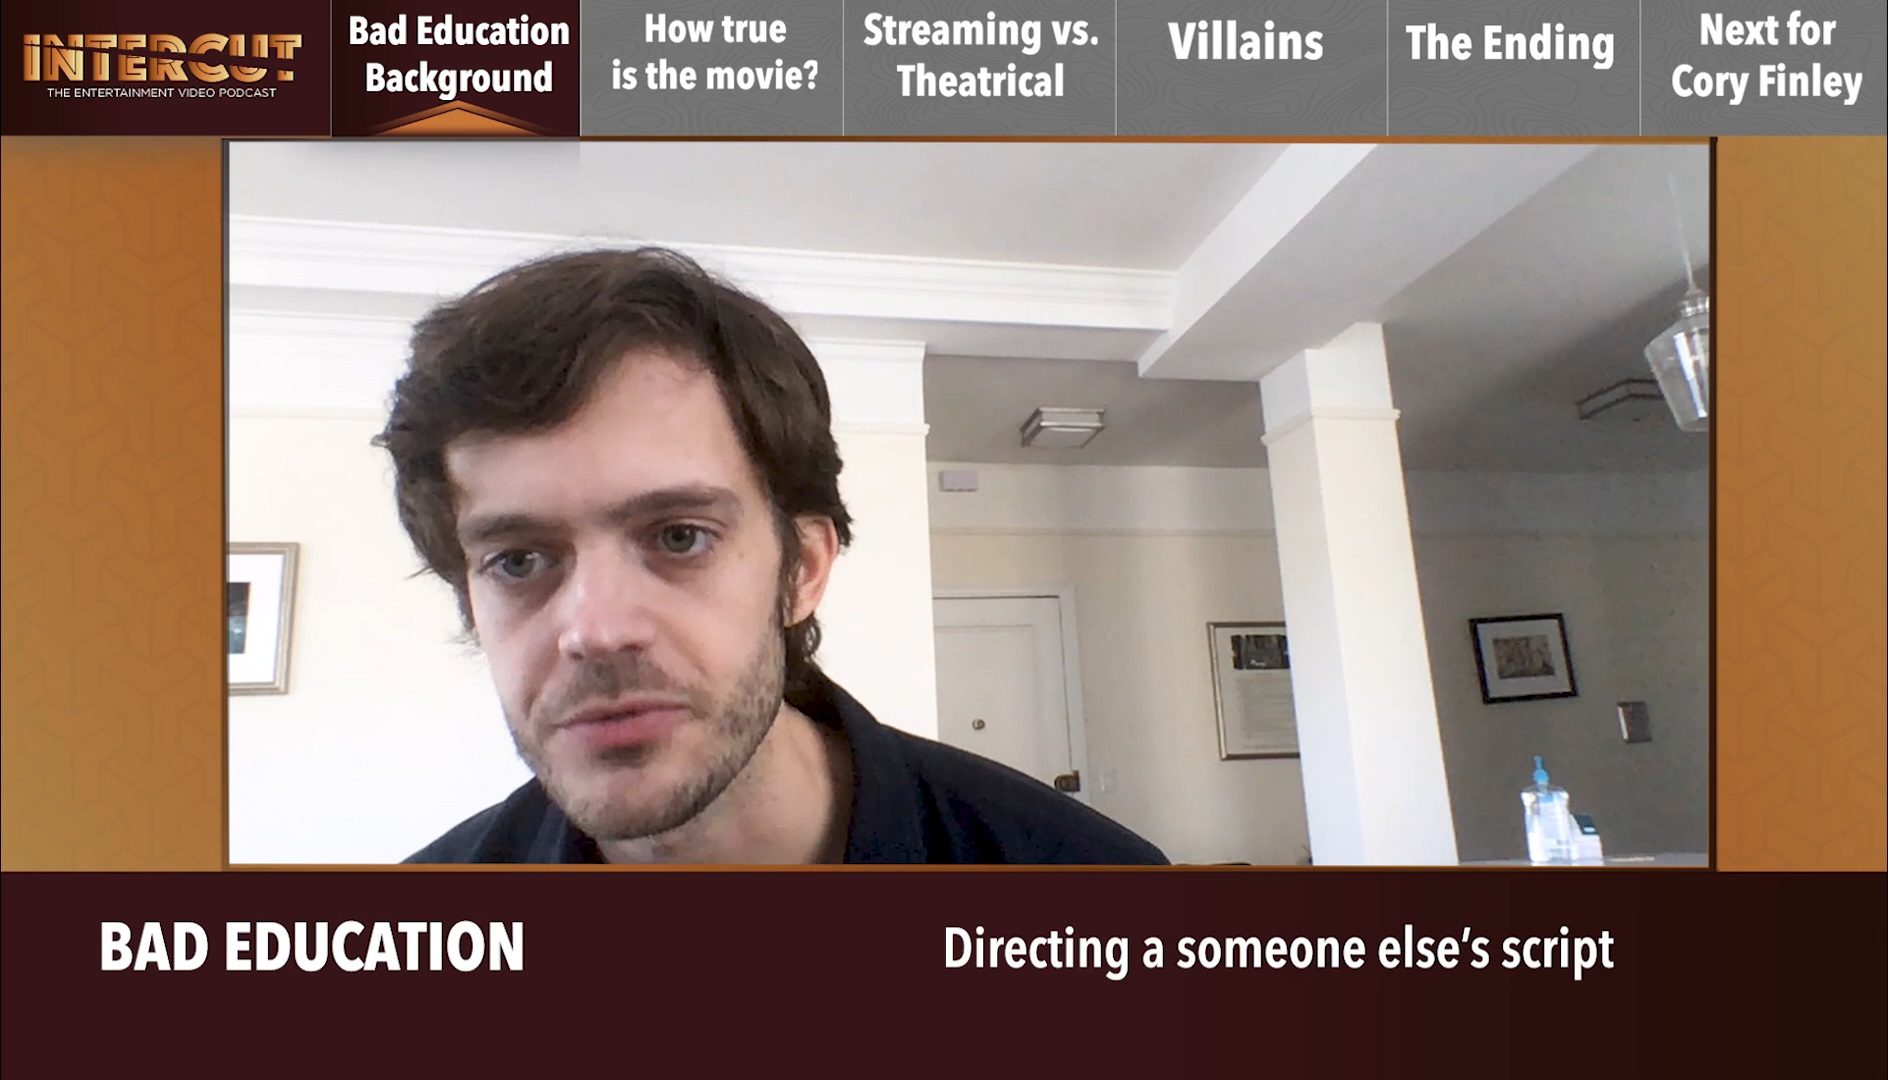 INTERCUT
THE ENTERTAINMENT VIDEO PODCAST
Bad Education
Background
How true
is the movie?
Streaming vs.
Theatrical
Villains
The Ending
Next for
Cory Finley
BAD EDUCATION
Directing a someone else's script